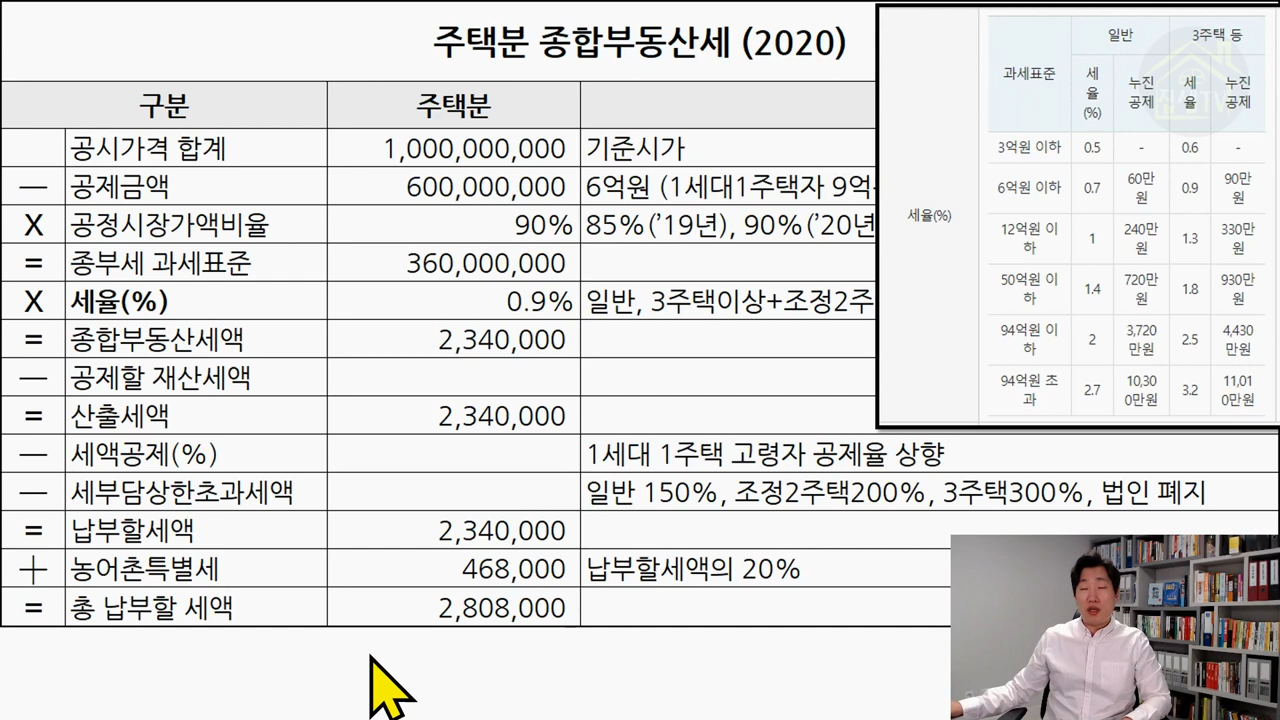 주택분 종합부동산세 (2020)
구분 주택분
공시가격 합계 1,000,000,000 기준시가
— 공제금액 600,000,000 6억원 (1세대1주택자 9억
X 공정시장가액비율 90% 85%('19년), 90%('20년
= 종부세 과세표준 360,000,000
X 세율(%) 0.9% 일반, 3주택이상+조정2주
= 종합부동산세액 2,340,000
— 공제할 재산세액
= 산출세액 2,340,000
— 세액공제(%) 1세대 1주택 고령자 공제율 상향
— 세부담상한초과세액 일반 150%, 조정2주택200%, 3주택300%, 법인 폐지
= 납부할세액 2,340,000
+ 농어촌특별세 468,000 납부할세액의 20%
= 총 납부할 세액 2,808,000
세율(%)
일반 3주택 등
과세표준
세
율
(%)
누진
공제
세
율
누진
공제
3억원 이하 0.5 - 0.6 -
6억원 이하 0.7 60만
원 0.9 90만
원
12억원 이
하 1 240만
원 1.3 330만
원
50억원 이
하 1.4 720만
원 1.8 930만
원
94억원 이
하 2 3,720
만원 2.5 4,430
만원
94억원 초
과 2.7 10,30
0만원 3.2 11,01
0만원